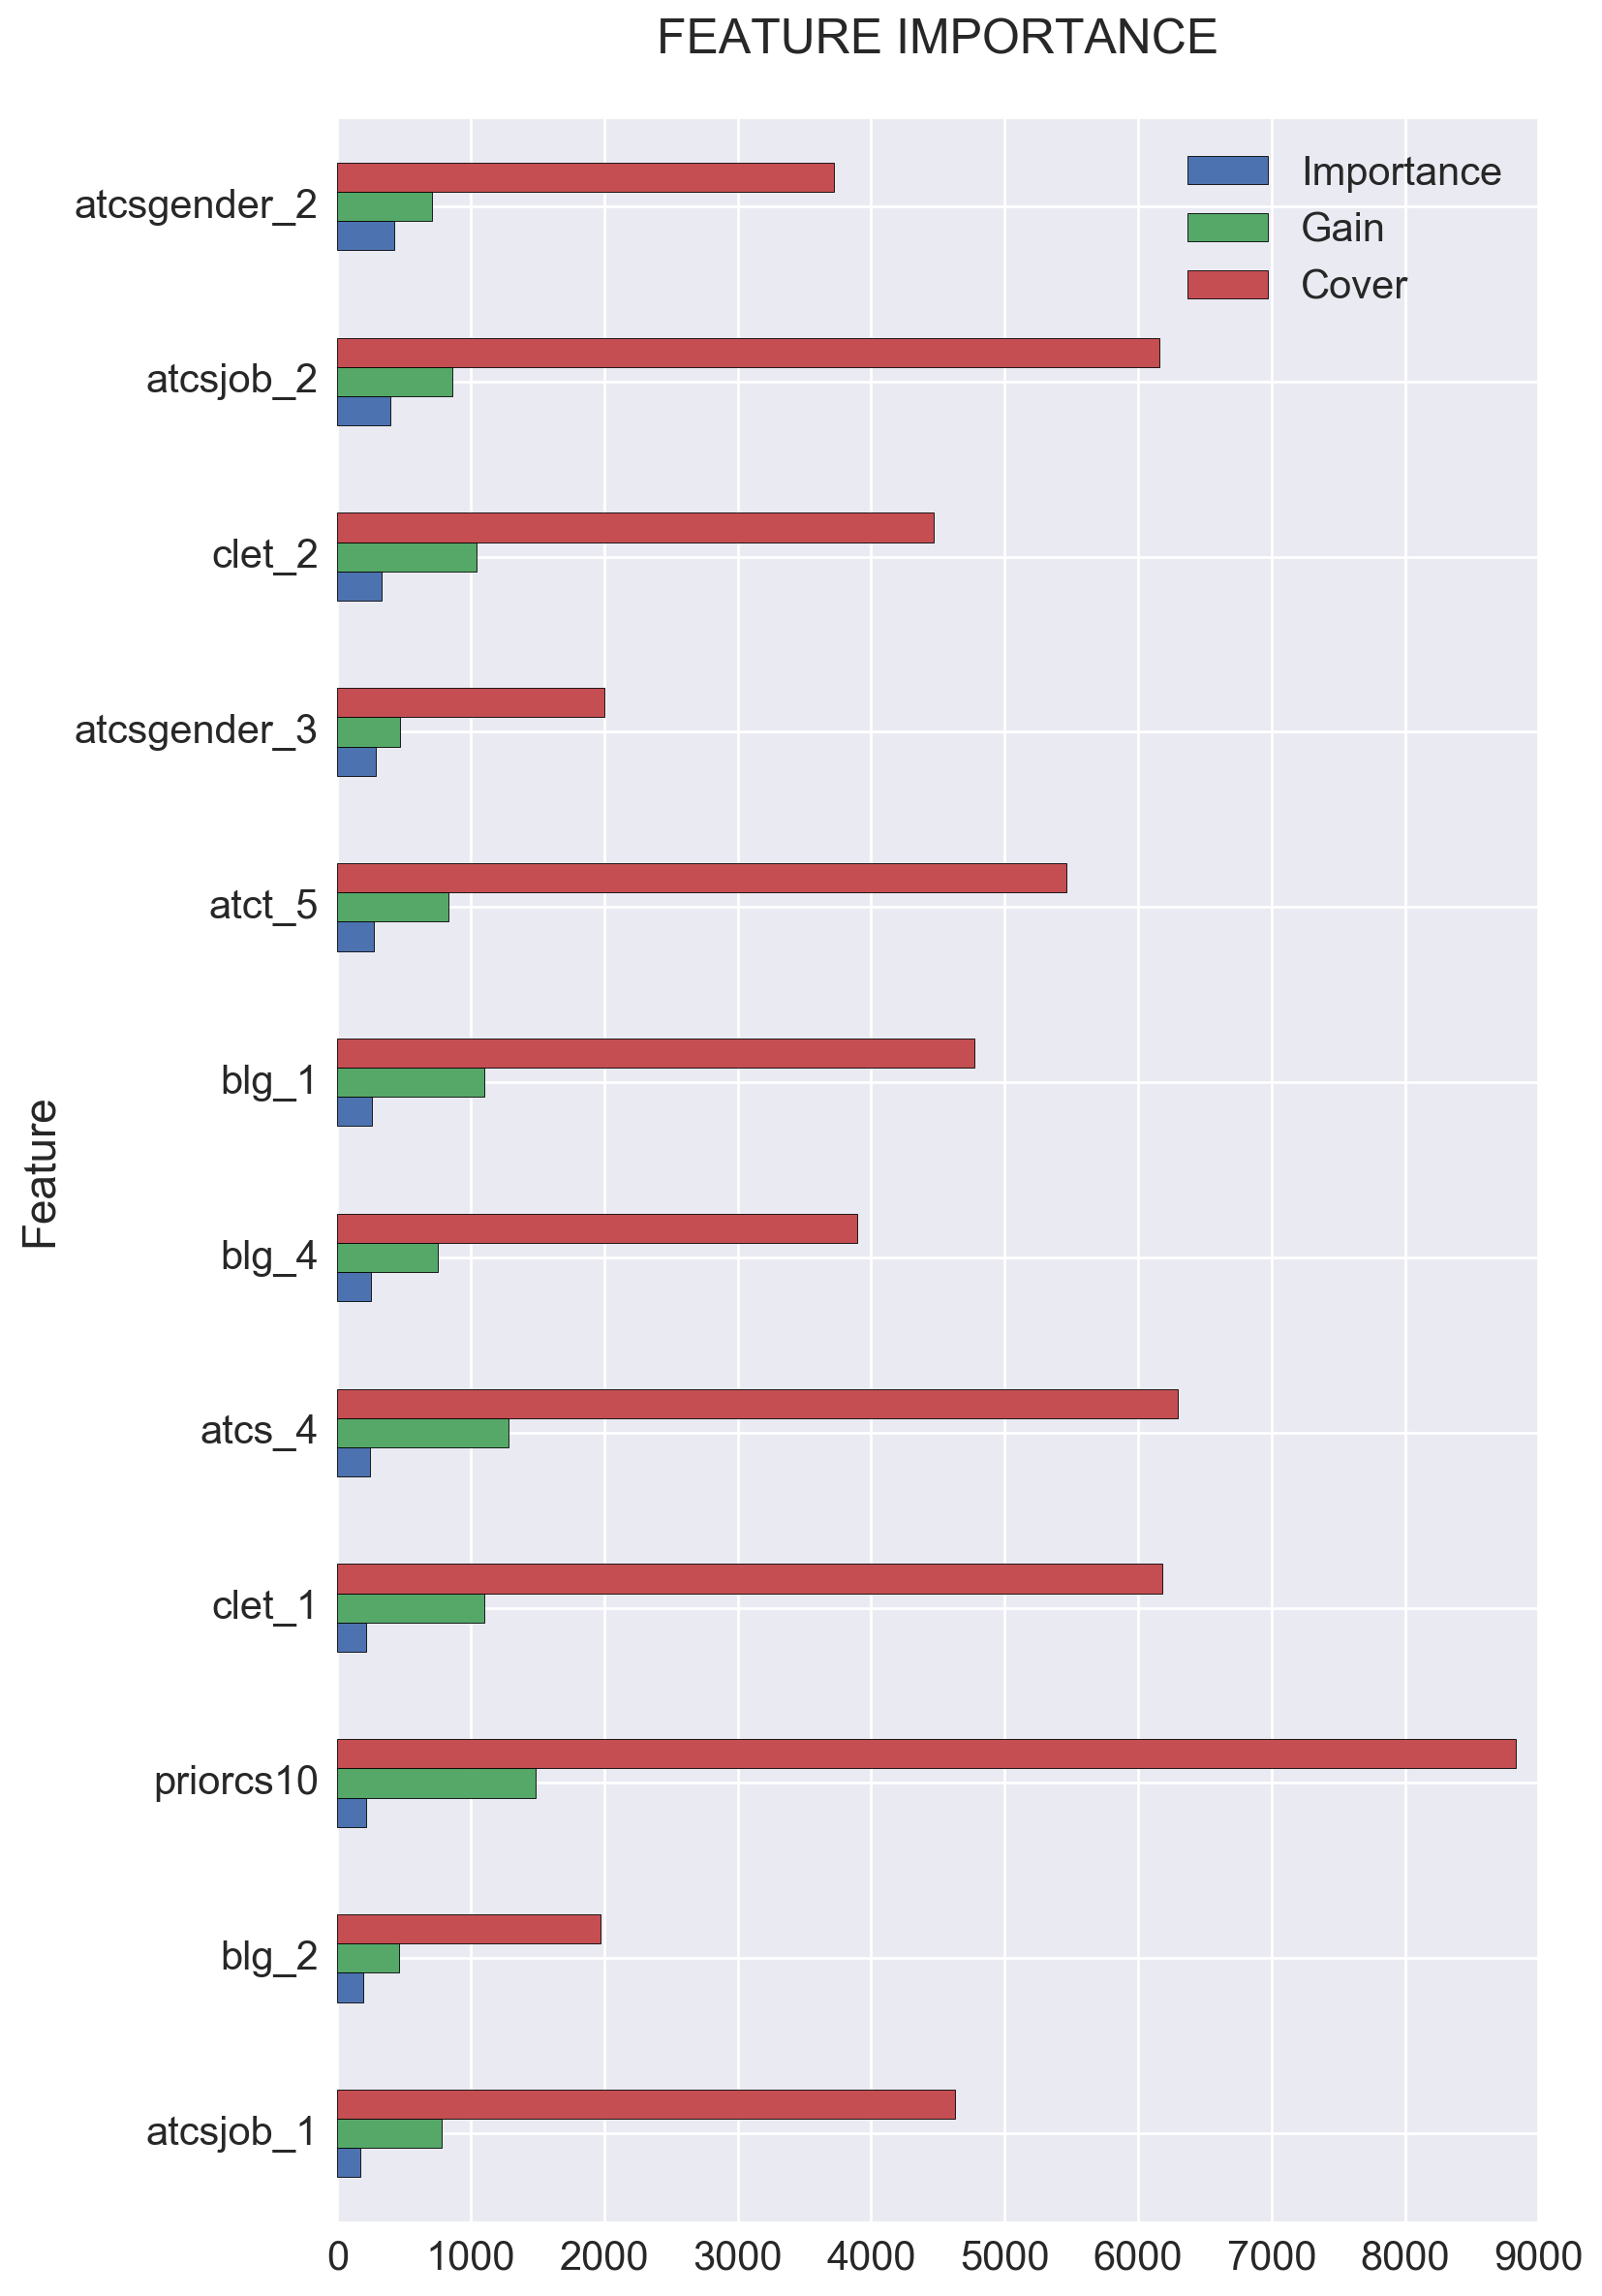 FEATURE IMPORTANCE
Importance
Gain
Cover
atcsgender_2
atcsjob_2
clet_2
atcsgender_3
atct_5
blg_1
blg_4
atcs_4
clet_1
priorcs10
blg_2
atcsjob_1
Feature
0 1000 2000 3000 4000 5000 6000 7000 8000 9000